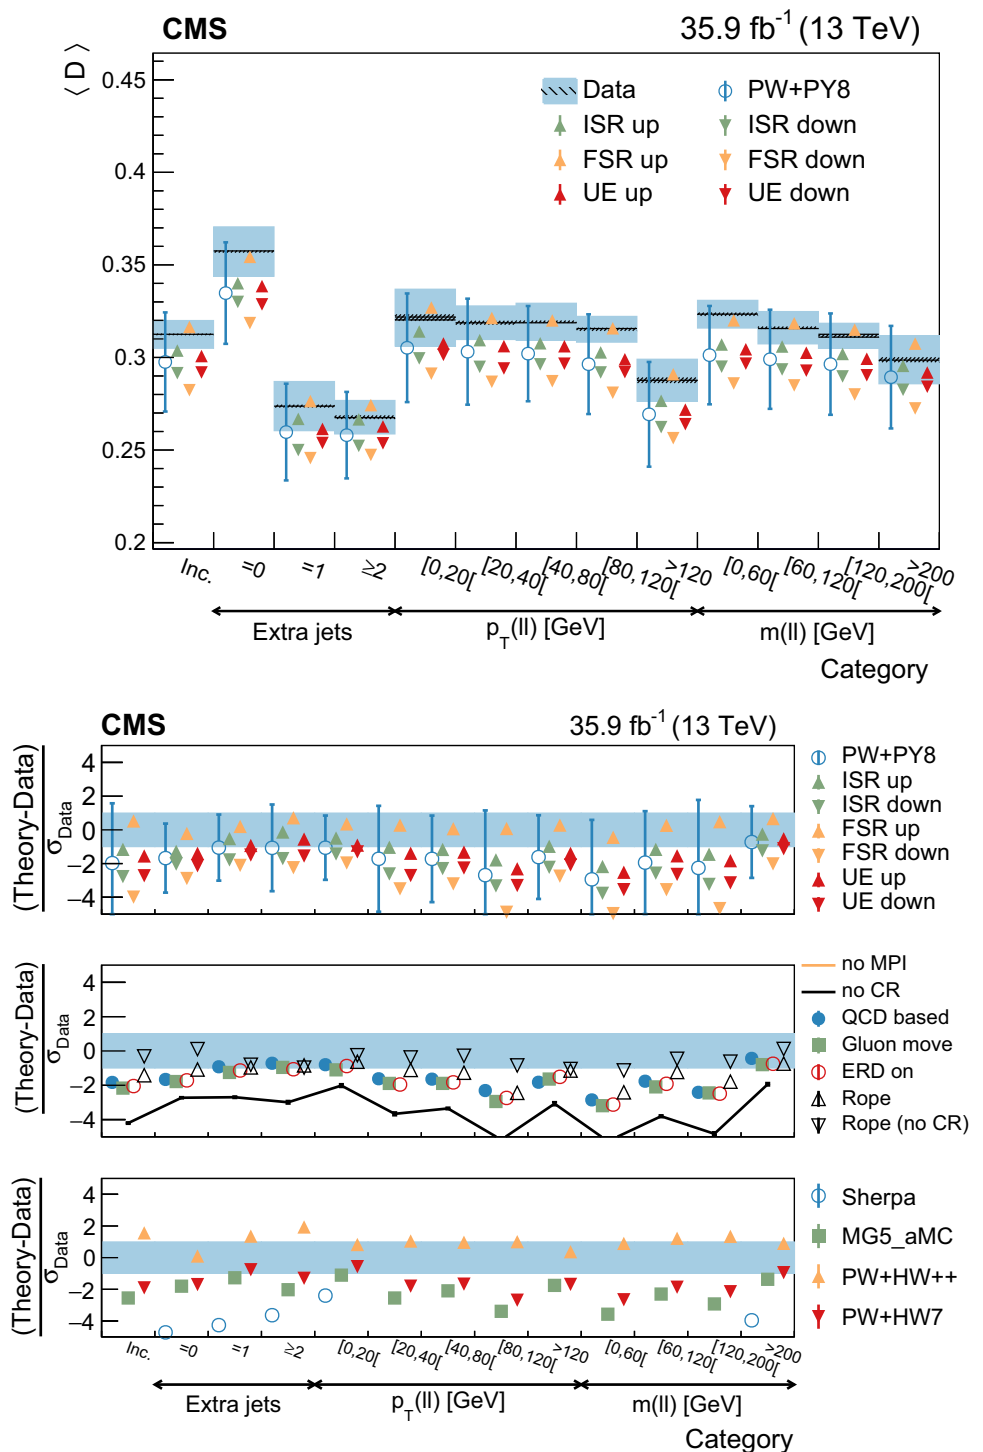 CMS 35.9 fb⁻¹ (13 TeV)
⟨ D ⟩
0.45
0.4
0.35
0.3
0.25
0.2
Data PW+PY8
ISR up ISR down
FSR up FSR down
UE up UE down
Inc. =0 =1 ≥2 [0,20[ [20,40[ [40,80[ [80,120[ >120 [0,60[ [60,120[ [120,200[ >200
Extra jets p_T(ll) [GeV] m(ll) [GeV]
Category
CMS 35.9 fb⁻¹ (13 TeV)
(Theory-Data)
σ_Data
4
2
0
−2
−4
PW+PY8
ISR up
ISR down
FSR up
FSR down
UE up
UE down
(Theory-Data)
σ_Data
4
2
0
−2
−4
no MPI
no CR
QCD based
Gluon move
ERD on
Rope
Rope (no CR)
(Theory-Data)
σ_Data
4
2
0
−2
−4
Sherpa
MG5_aMC
PW+HW++
PW+HW7
Inc. =0 =1 ≥2 [0,20[ [20,40[ [40,80[ [80,120[ >120 [0,60[ [60,120[ [120,200[ >200
Extra jets p_T(ll) [GeV] m(ll) [GeV]
Category